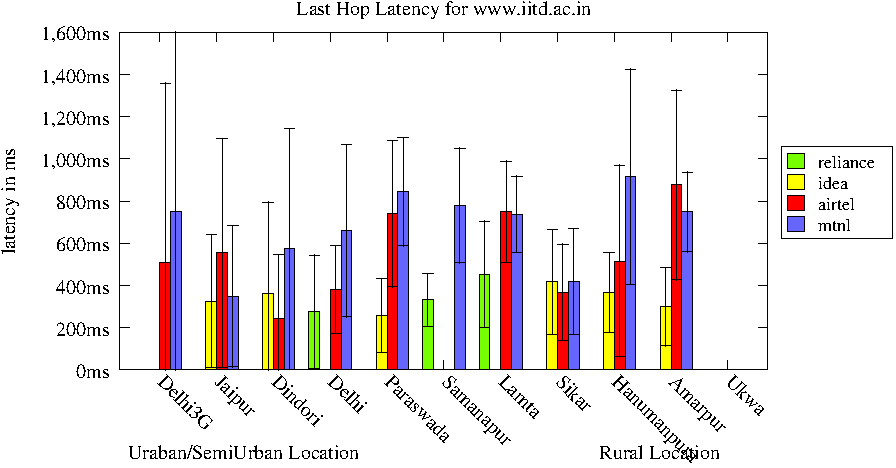 Last Hop Latency for www.iitd.ac.in
1,600ms
1,400ms
1,200ms
1,000ms
800ms
600ms
400ms
200ms
0ms
latency in ms
reliance
idea
airtel
mtnl
Delhi3G
Jaipur
Dindori
Delhi
Paraswada
Samanapur
Lamta
Sikar
Hanumanpura
Amarpur
Ukwa
Uraban/SemiUrban Location
Rural Location